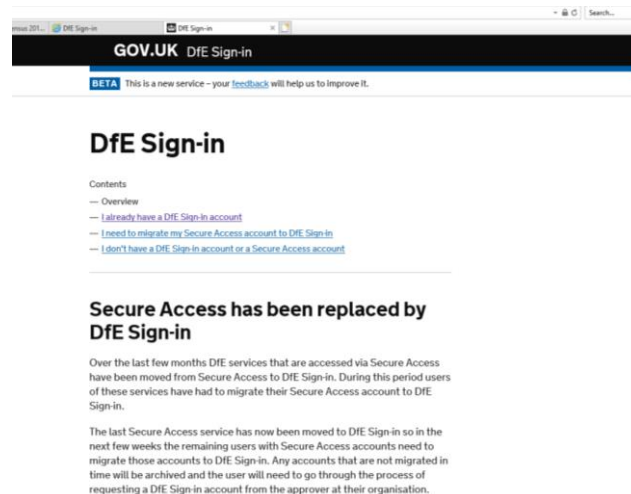 Search...
201... DfE Sign-in DfE Sign-in
GOV.UK DfE Sign-in
BETA This is a new service – your feedback will help us to improve it.
DfE Sign-in
Contents
— Overview
— I already have a DfE Sign-in account
— I need to migrate my Secure Access account to DfE Sign-in
— I don't have a DfE Sign-in account or a Secure Access account
Secure Access has been replaced by
DfE Sign-in
Over the last few months DfE services that are accessed via Secure Access
have been moved from Secure Access to DfE Sign-in. During this period users
of these services have had to migrate their Secure Access account to DfE
Sign-in.
The last Secure Access service has now been moved to DfE Sign-in so in the
next few weeks the remaining users with Secure Access accounts need to
migrate those accounts to DfE Sign-in. Any accounts that are not migrated in
time will be archived and the user will need to go through the process of
requesting a DfE Sign-in account from the approver at their organisation.